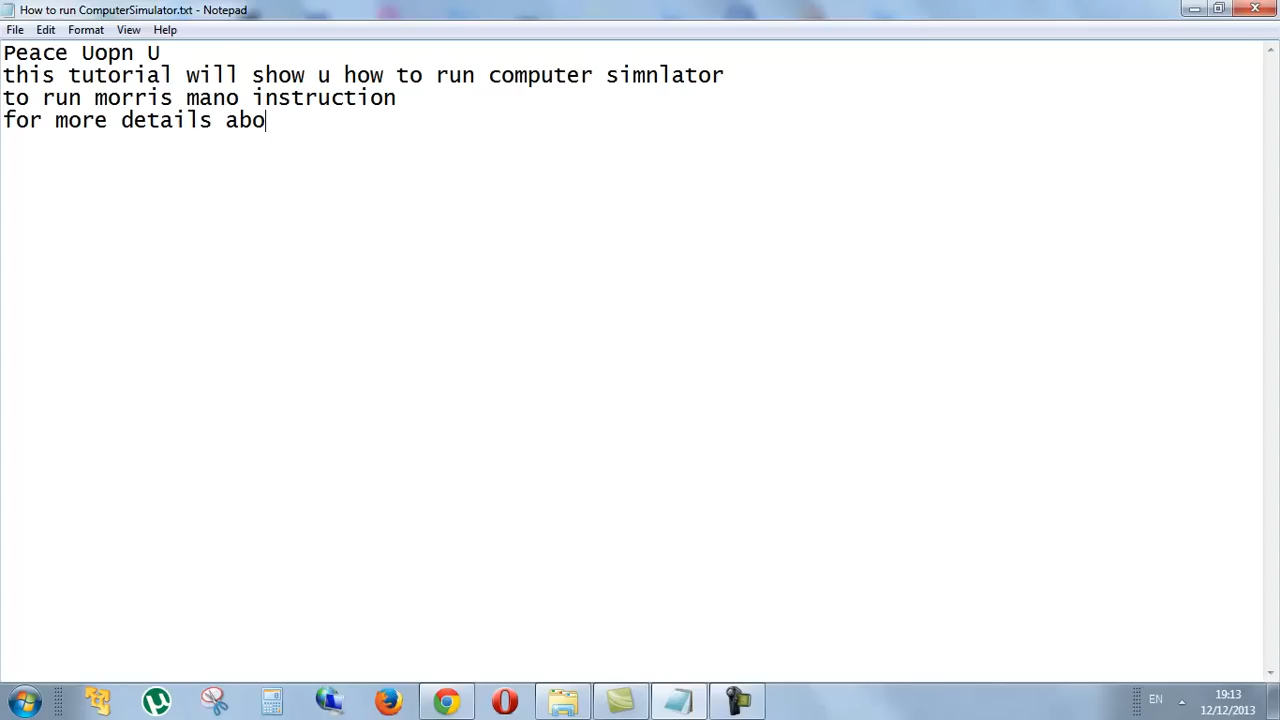 How to run ComputerSimulator.txt - Notepad
File Edit Format View Help
Peace Uopn U
this tutorial will show u how to run computer simnlator
to run morris mano instruction
for more details abo
EN
19:13
12/12/2013